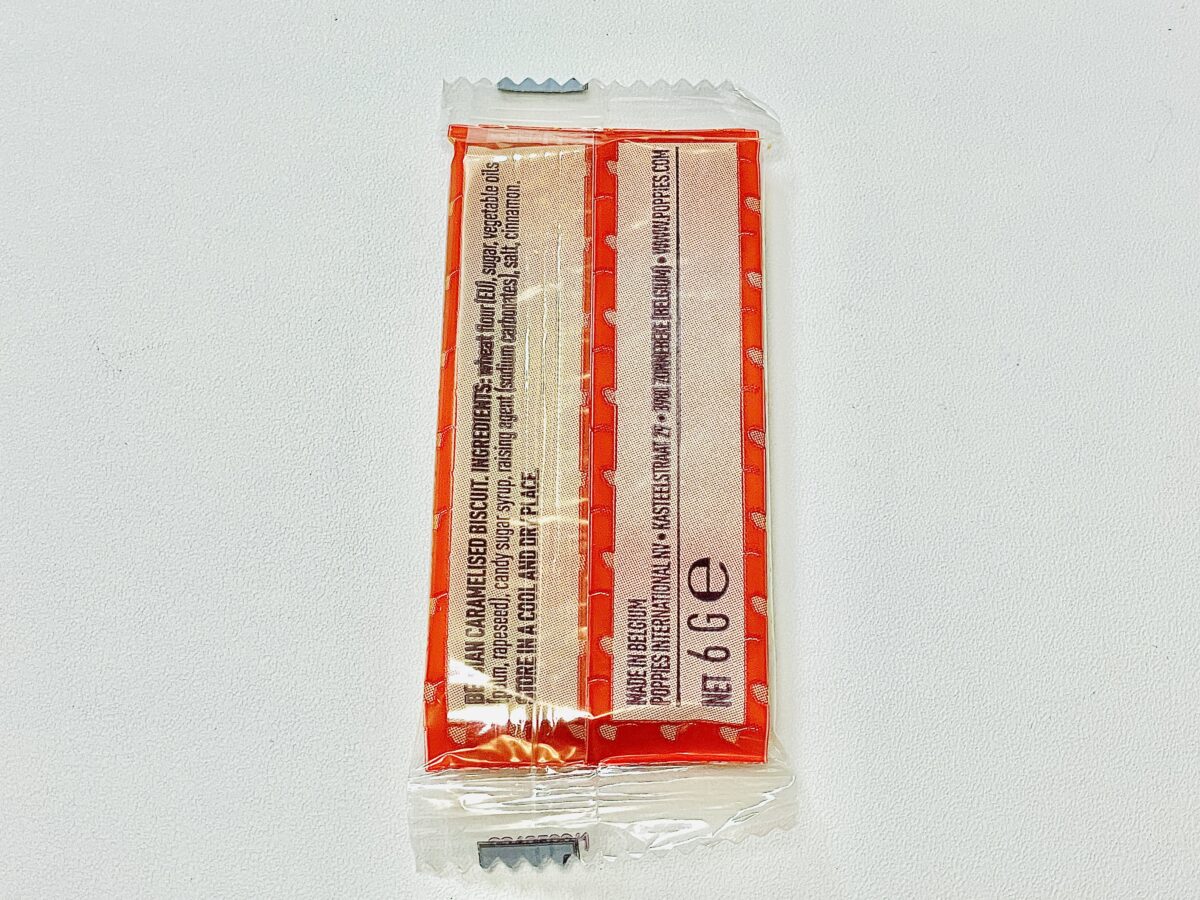 BELGIAN CARAMELISED BISCUIT. INGREDIENTS: wheat flour (EU), sugar, vegetable oils
(palm, rapeseed), candy sugar syrup, raising agent (sodium carbonates), salt, cinnamon.
STORE IN A COOL AND DRY PLACE.
MADE IN BELGIUM
POPPIES INTERNATIONAL NV • KASTEELSTRAAT 29 • 8980 ZONNEBEKE (BELGIUM) • WWW.POPPIES.COM
NET 6 G e